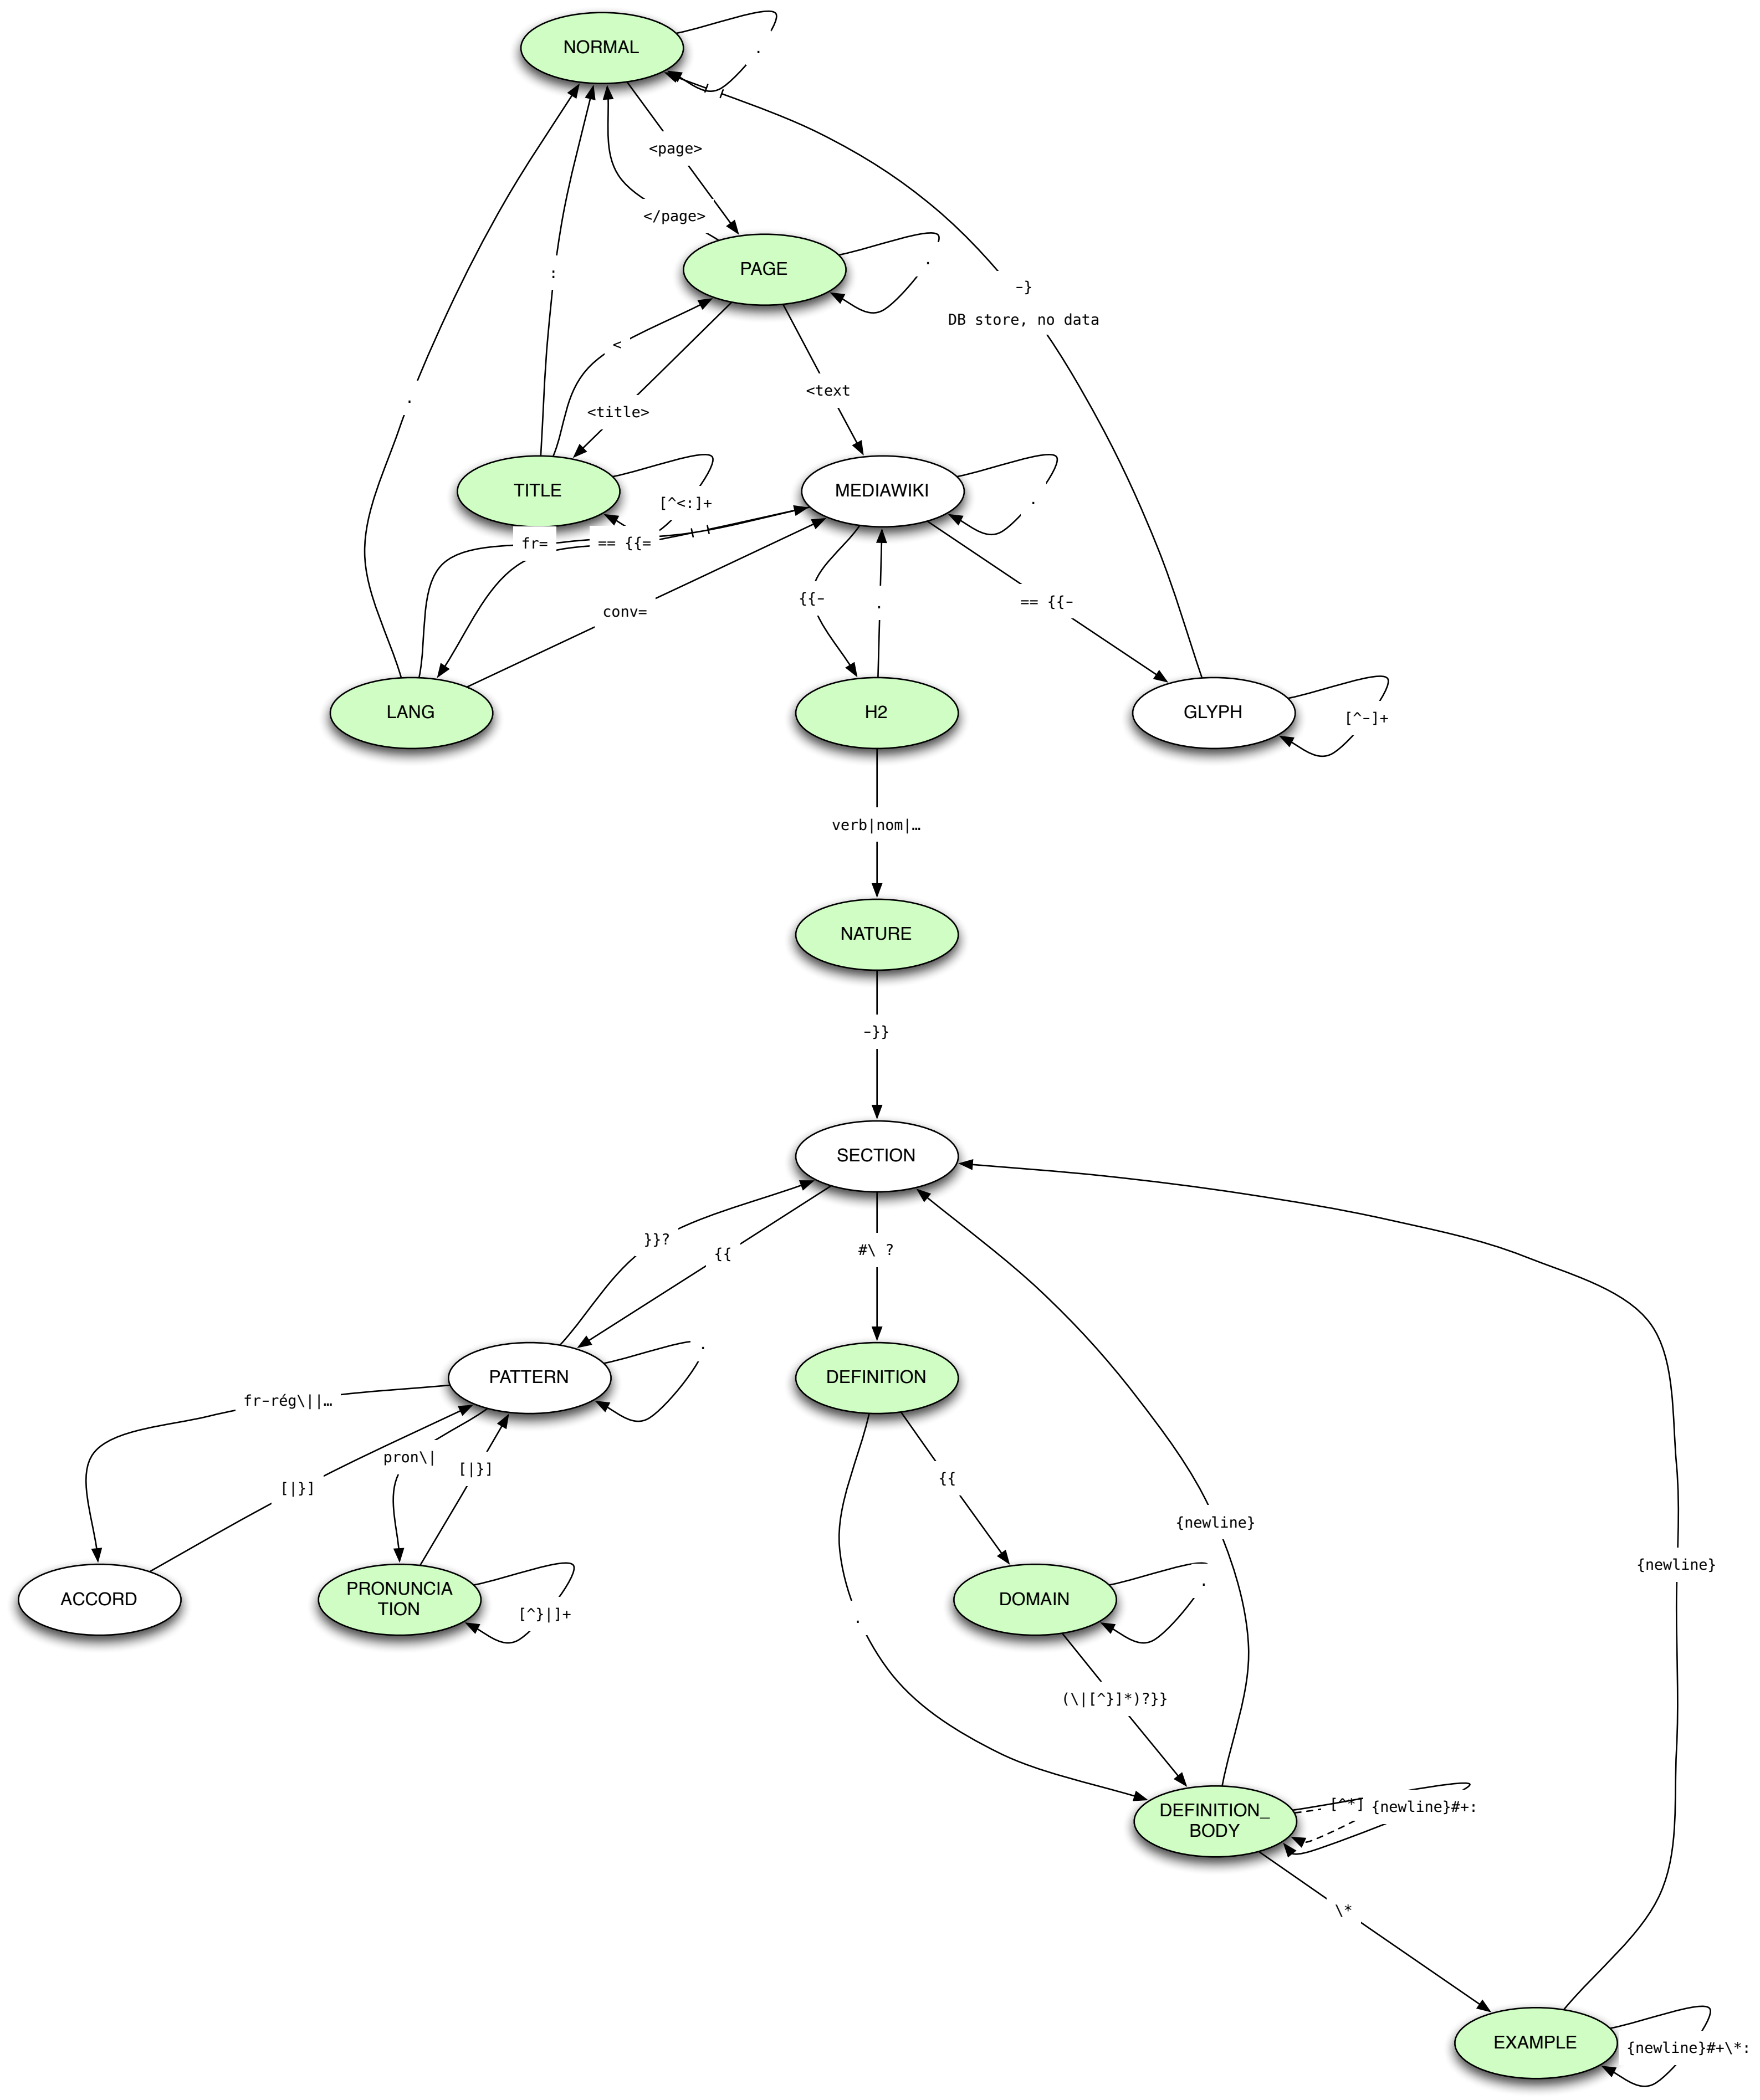 NORMAL
.
<page>
</page>
PAGE
.
-}
DB store, no data
:
<
<text
.
<title>
TITLE
[^<:]+
MEDIAWIKI
.
fr=
== {{=
conv=
{{-
.
== {{-
LANG
H2
GLYPH
[^-]+
verb|nom|…
NATURE
-}}
SECTION
}}?
{{
#\ ?
PATTERN
.
DEFINITION
fr-rég\||…
pron\|
[|}]
[|}]
{{
{newline}
{newline}
ACCORD
PRONUNCIA
TION
[^}|]+
DOMAIN
.
.
(\|[^}]*)?}}
DEFINITION_
BODY
[^*]
{newline}#+:
\*
EXAMPLE
{newline}#+\*: